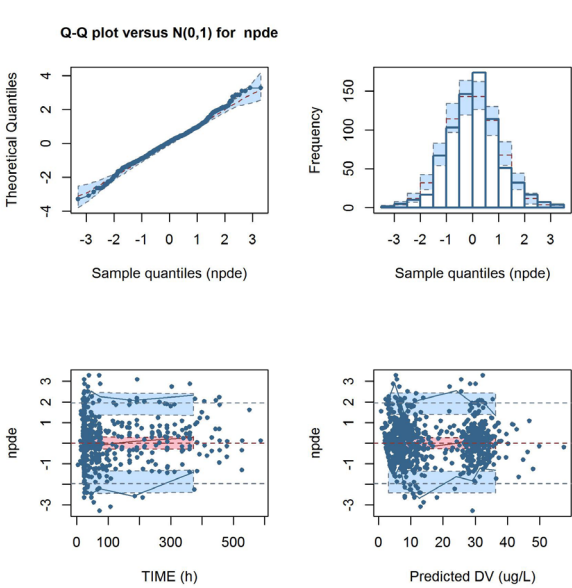 Q-Q plot versus N(0,1) for npde
Theoretical Quantiles
4
2
0
-2
-4
-3 -2 -1 0 1 2 3
Sample quantiles (npde)
Frequency
150
100
50
0
-3 -2 -1 0 1 2 3
Sample quantiles (npde)
npde
3
2
1
-1
-3
0 100 300 500
TIME (h)
npde
3
2
1
-1
-3
0 10 20 30 40 50
Predicted DV (ug/L)